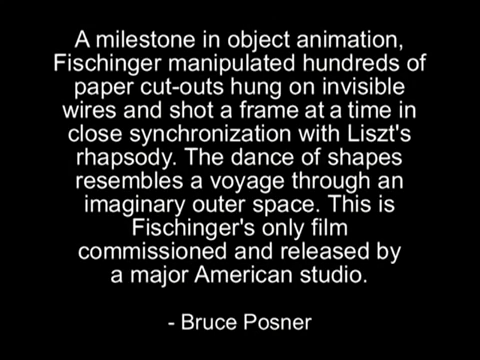 A milestone in object animation,
Fischinger manipulated hundreds of
paper cut-outs hung on invisible
wires and shot a frame at a time in
close synchronization with Liszt's
rhapsody. The dance of shapes
resembles a voyage through an
imaginary outer space. This is
Fischinger's only film
commissioned and released by
a major American studio.
- Bruce Posner